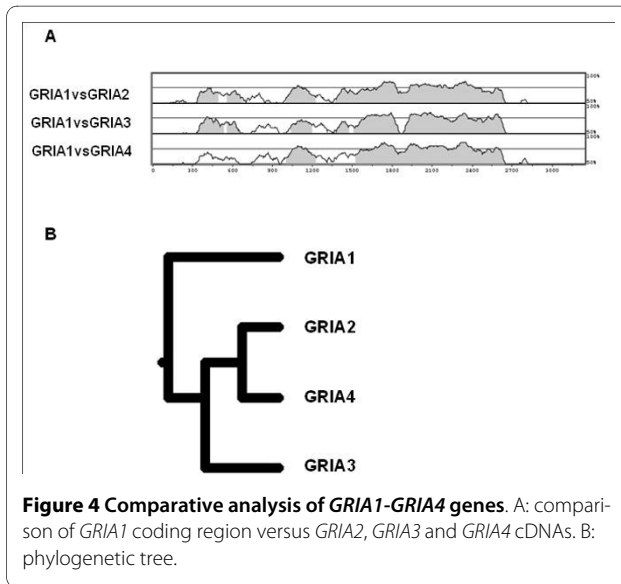 A
100%
GRIA1vsGRIA2
50%
100%
GRIA1vsGRIA3
50%
100%
GRIA1vsGRIA4
50%
0 300 600 900 1200 1500 1800 2100 2400 2700 3000
B
GRIA1
GRIA2
GRIA4
GRIA3
Figure 4 Comparative analysis of GRIA1-GRIA4 genes. A: compari-
son of GRIA1 coding region versus GRIA2, GRIA3 and GRIA4 cDNAs. B:
phylogenetic tree.